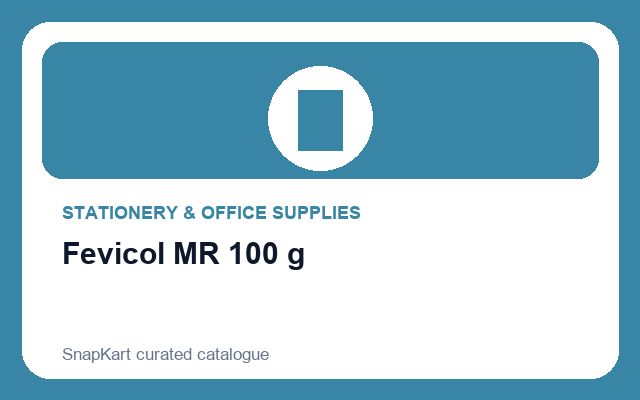 STATIONERY & OFFICE SUPPLIES
Fevicol MR 100 g
SnapKart curated catalogue